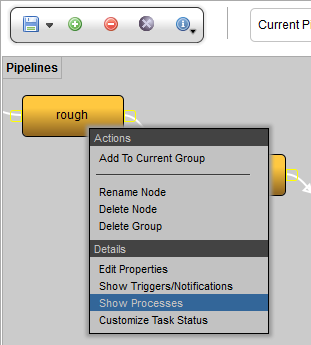 Current Pi
Pipelines
rough
Actions
Add To Current Group
Rename Node
Delete Node
Delete Group
Details
Edit Properties
Show Triggers/Notifications
Show Processes
Customize Task Status